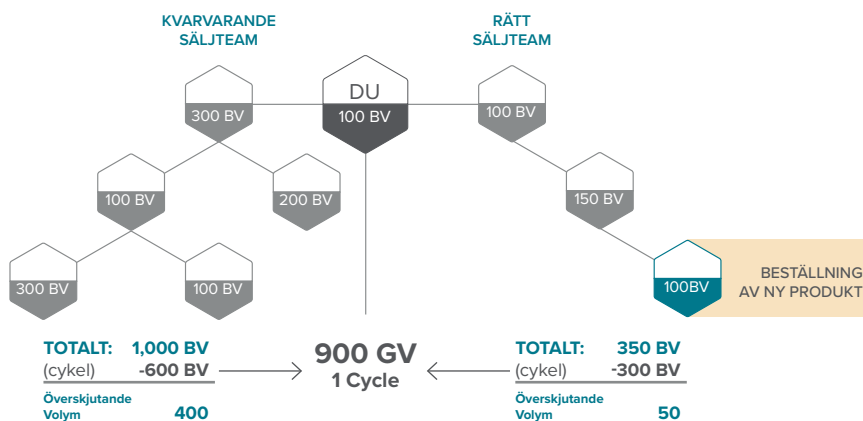 KVARVARANDE
SÄLJTEAM
RÄTT
SÄLJTEAM
DU
100 BV
300 BV
100 BV
100 BV
200 BV
150 BV
300 BV
100 BV
100BV
BESTÄLLNING
AV NY PRODUKT
TOTALT: 1,000 BV
(cykel) -600 BV
Överskjutande
Volym 400
900 GV
1 Cycle
TOTALT: 350 BV
(cykel) -300 BV
Överskjutande
Volym 50